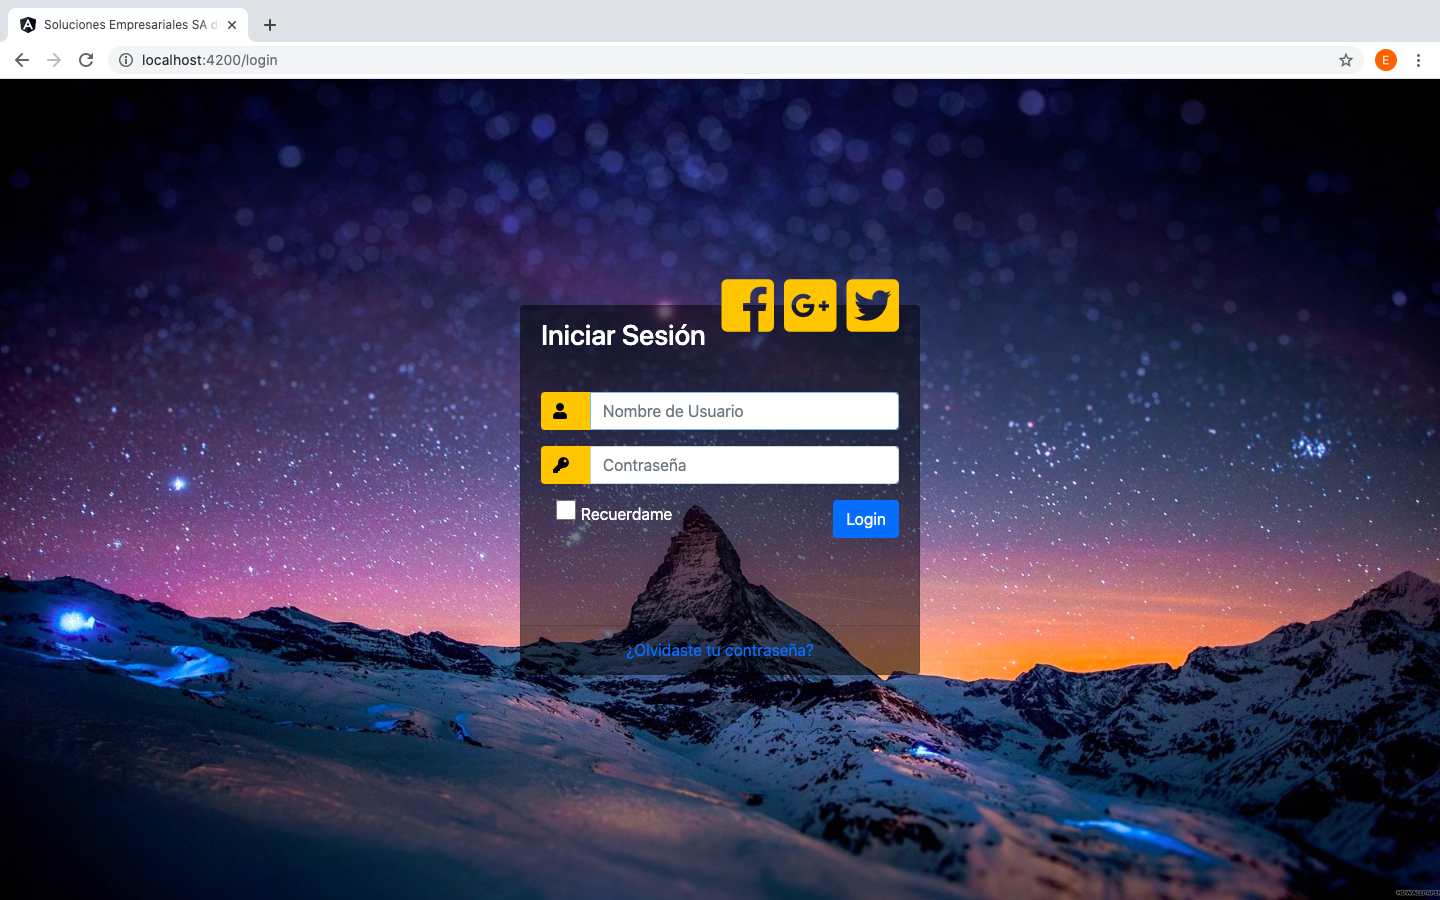 Soluciones Empresariales SA d
localhost:4200/login
E
Iniciar Sesión
Nombre de Usuario
Contraseña
Recuerdame
Login
¿Olvidaste tu contraseña?